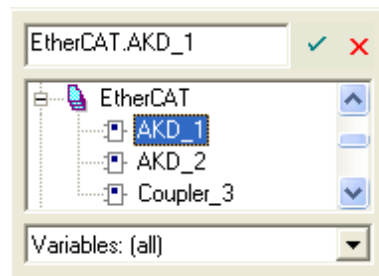 EtherCAT.AKD_1
EtherCAT
AKD_1
AKD_2
Coupler_3
Variables: (all)